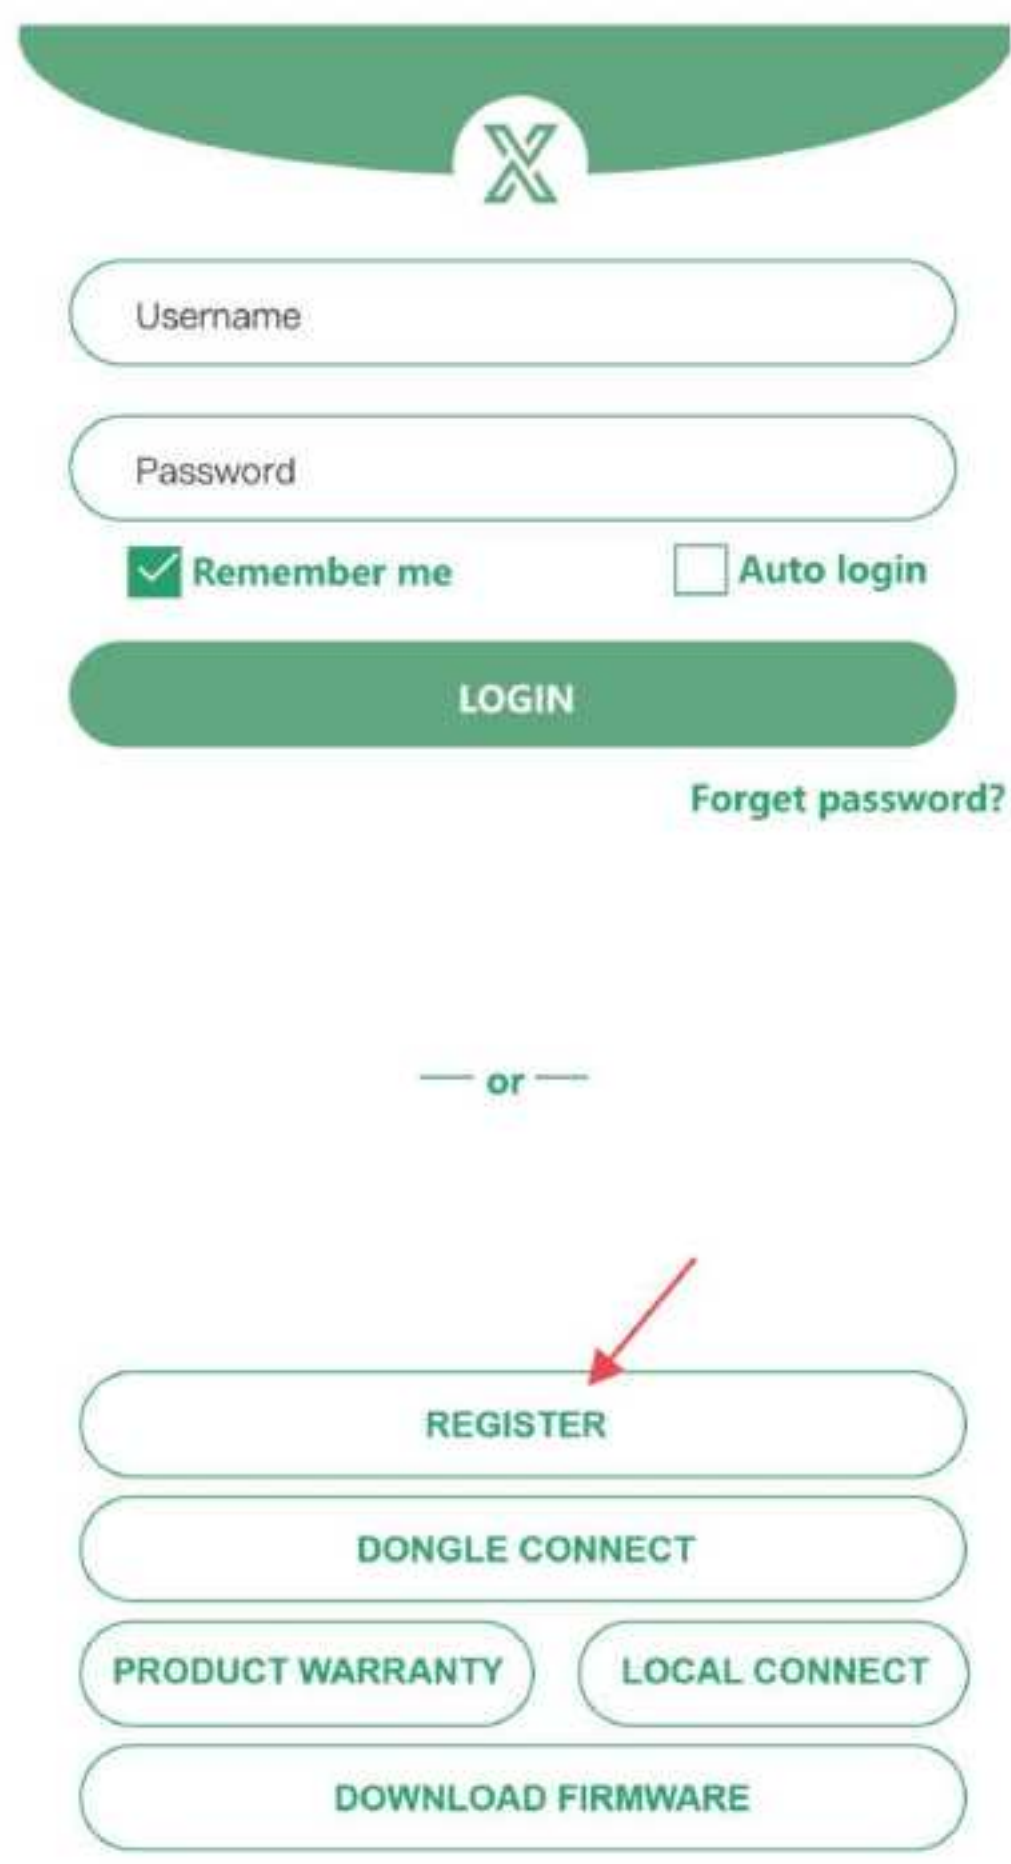 Username
Password
Remember me Auto login
LOGIN
Forget password?
or
REGISTER
DONGLE CONNECT
PRODUCT WARRANTY LOCAL CONNECT
DOWNLOAD FIRMWARE